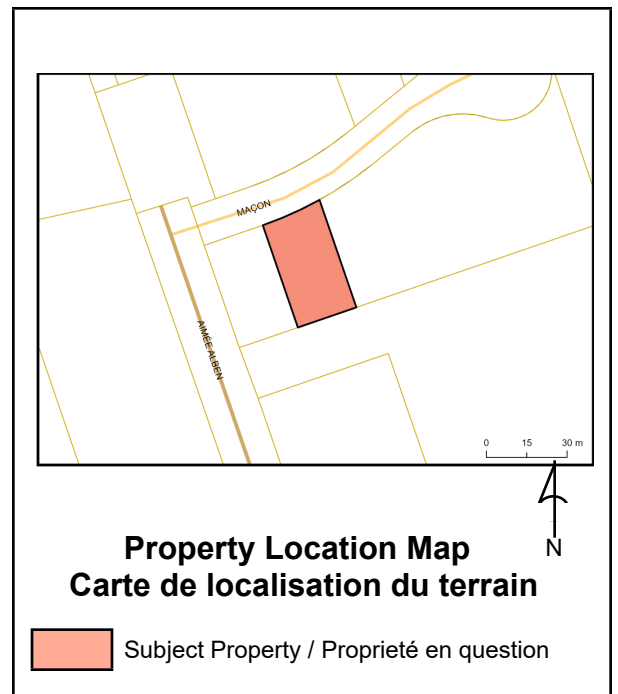 MAÇON
AIMÉE ALBEN
0 15 30 m
N
Property Location Map
Carte de localisation du terrain
Subject Property / Proprieté en question